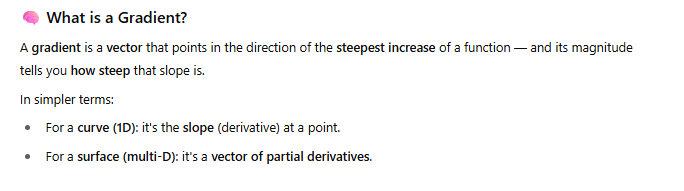 🧠 What is a Gradient?
A gradient is a vector that points in the direction of the steepest increase of a function — and its magnitude
tells you how steep that slope is.
In simpler terms:
• For a curve (1D): it's the slope (derivative) at a point.
• For a surface (multi-D): it's a vector of partial derivatives.